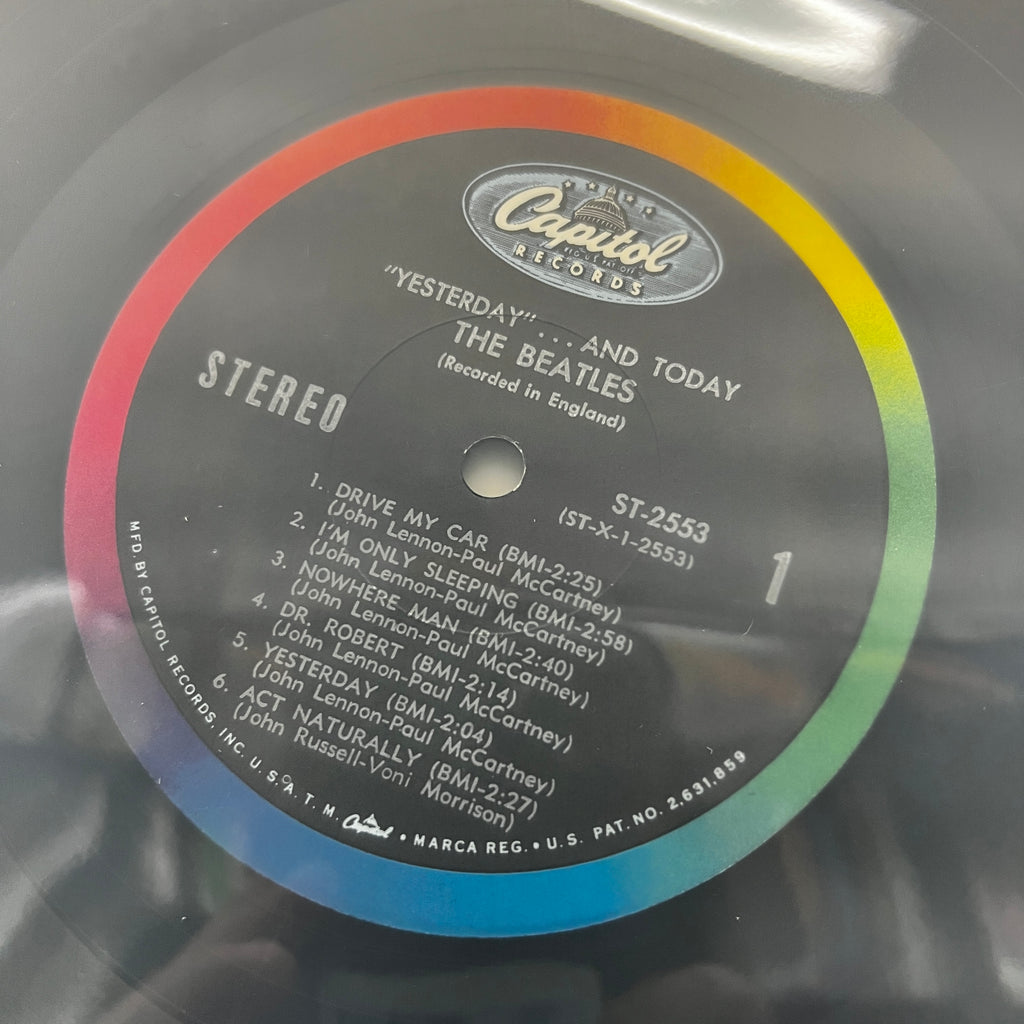 Capitol
RECORDS
"YESTERDAY" ... AND TODAY
THE BEATLES
(Recorded in England)
STEREO
ST-2553
(ST-X-1-2553)
1
1. DRIVE MY CAR (BMI-2:25)
(John Lennon-Paul McCartney)
2. I'M ONLY SLEEPING (BMI-2:58)
(John Lennon-Paul McCartney)
3. NOWHERE MAN (BMI-2:40)
(John Lennon-Paul McCartney)
4. DR. ROBERT (BMI-2:14)
(John Lennon-Paul McCartney)
5. YESTERDAY (BMI-2:04)
(John Lennon-Paul McCartney)
6. ACT NATURALLY (BMI-2:27)
(John Russell-Voni Morrison)
MFD. BY CAPITOL RECORDS, INC. U.S.A. T.M. Capitol • MARCA REG. • U.S. PAT. NO. 2,631,859